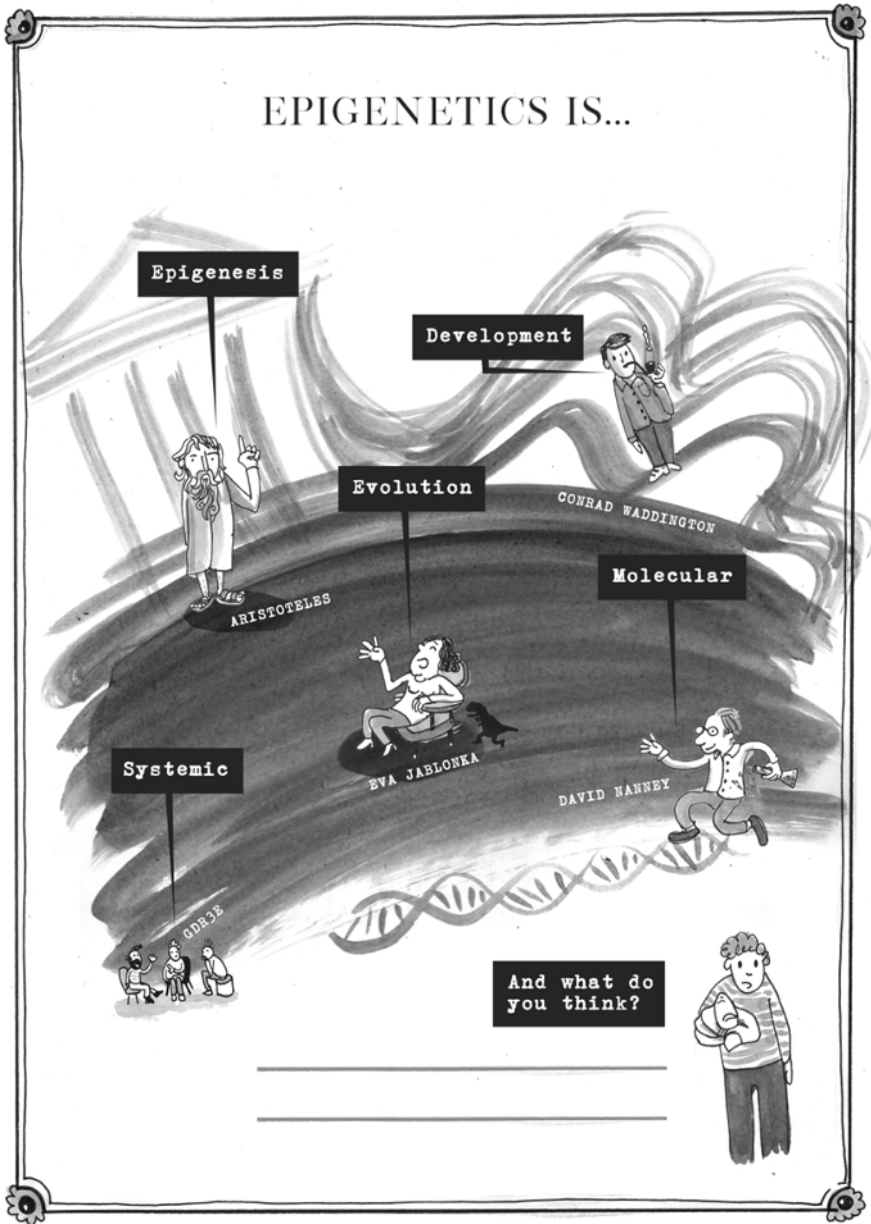 EPIGENETICS IS...
Epigenesis
Development
Evolution
CONRAD WADDINGTON
Molecular
ARISTOTELES
Systemic
EVA JABLONKA
DAVID NANNEY
GDR3E
And what do
you think?